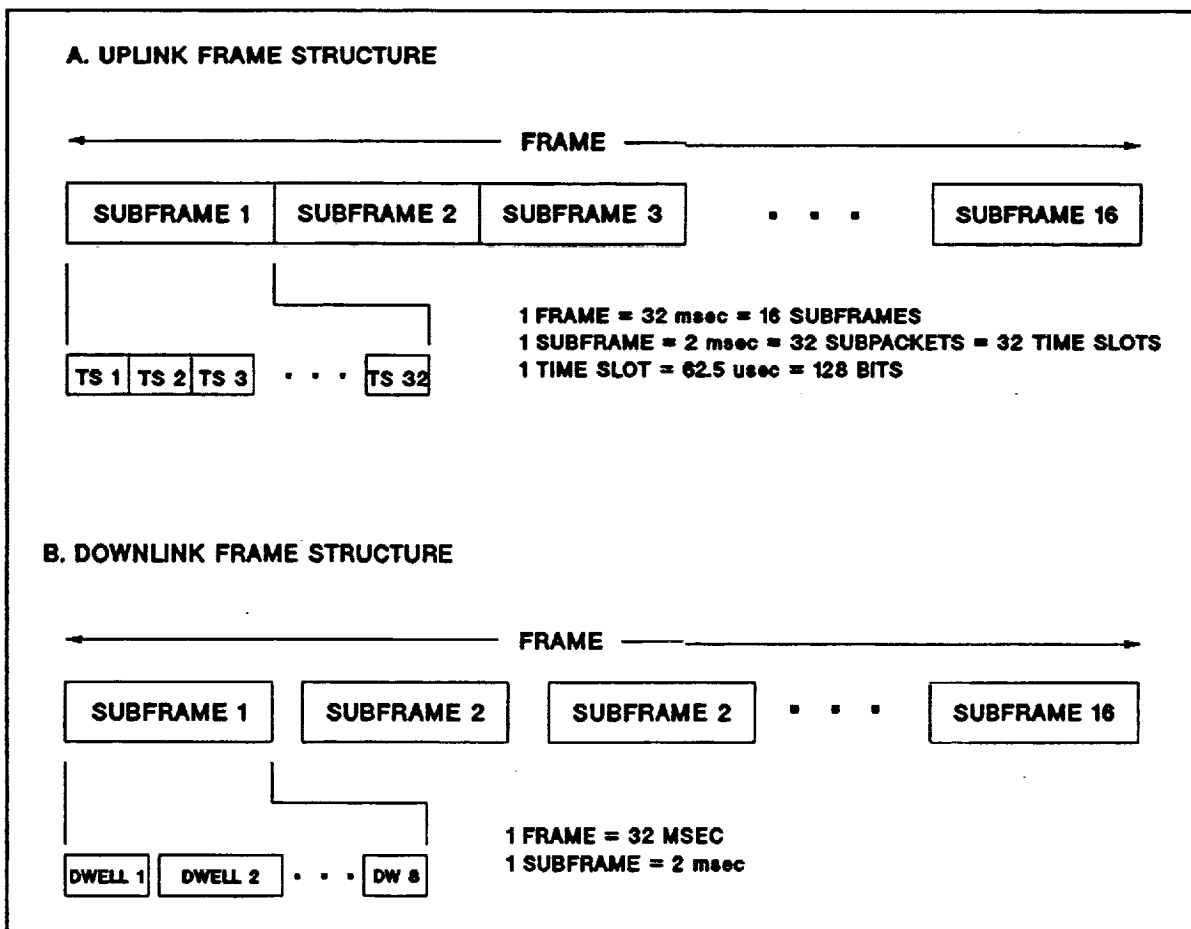 A. UPLINK FRAME STRUCTURE
FRAME
SUBFRAME 1 SUBFRAME 2 SUBFRAME 3 . . . SUBFRAME 16
1 FRAME = 32 msec = 16 SUBFRAMES
1 SUBFRAME = 2 msec = 32 SUBPACKETS = 32 TIME SLOTS
1 TIME SLOT = 62.5 usec = 128 BITS
TS 1 TS 2 TS 3 . . . TS 32
B. DOWNLINK FRAME STRUCTURE
FRAME
SUBFRAME 1 SUBFRAME 2 SUBFRAME 2 . . . SUBFRAME 16
1 FRAME = 32 MSEC
1 SUBFRAME = 2 msec
DWELL 1 DWELL 2 . . . DW 8